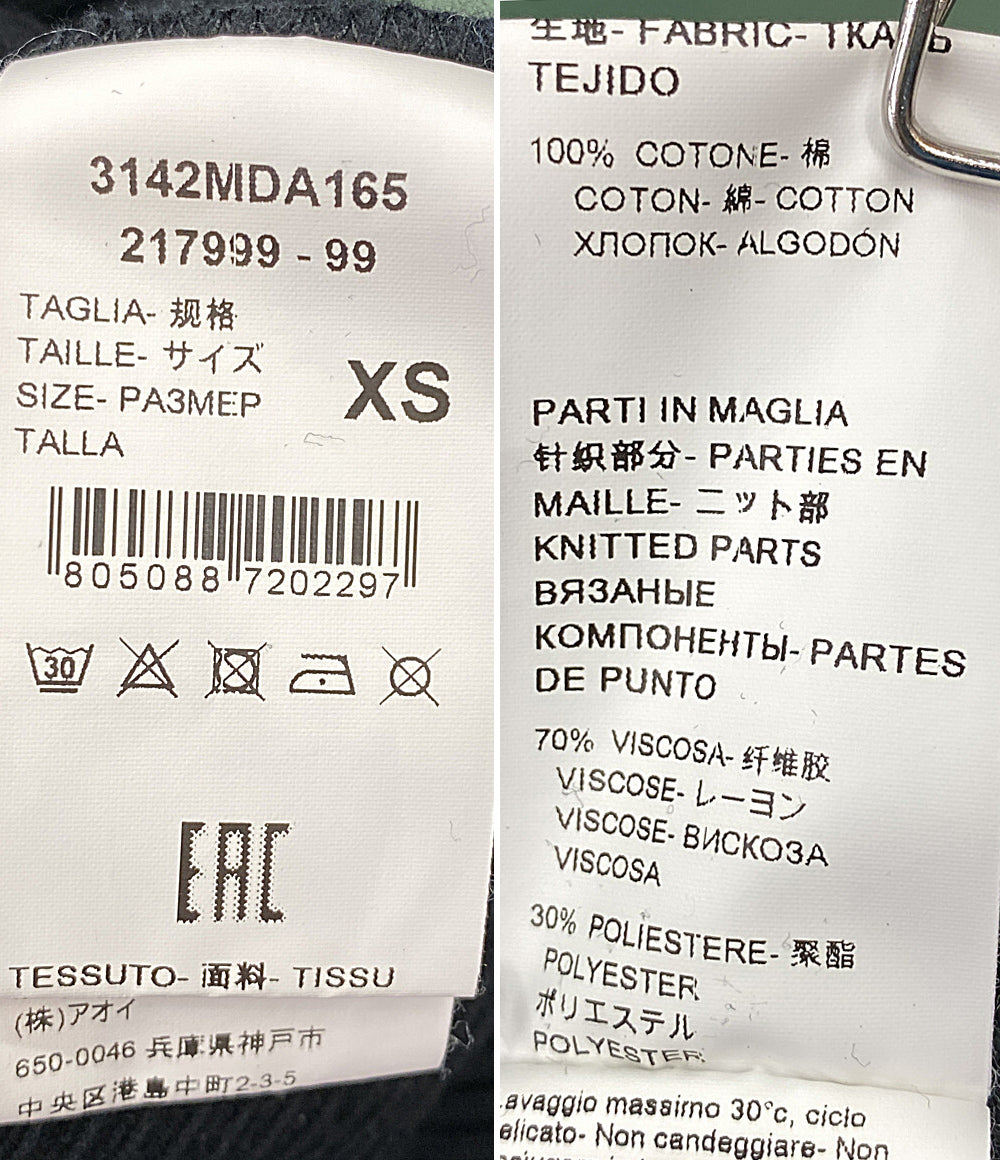 3142MDA165
217999 - 99
TAGLIA- 规格
TAILLE- サイズ
SIZE- РАЗМЕР
TALLA
XS
805088 7202297
30
EAC
TESSUTO- 面料- TISSU
(株)アオイ
650-0046 兵庫県神戸市
中央区港島中町2-3-5
生地- FABRIC- ТКАНЬ
TEJIDO
100% COTONE- 棉
COTON- 綿- COTTON
ХЛОПОК- ALGODÓN
PARTI IN MAGLIA
针织部分- PARTIES EN
MAILLE- ニット部
KNITTED PARTS
ВЯЗАНЫЕ
КОМПОНЕНТЫ- PARTES
DE PUNTO
70% VISCOSA- 纤维胶
VISCOSE- レーヨン
VISCOSE- ВИСКОЗА
VISCOSA
30% POLIESTERE- 聚酯
POLYESTER
ポリエステル
POLYESTER
avaggio massimo 30°c, ciclo
elicato- Non candeggiare- Non